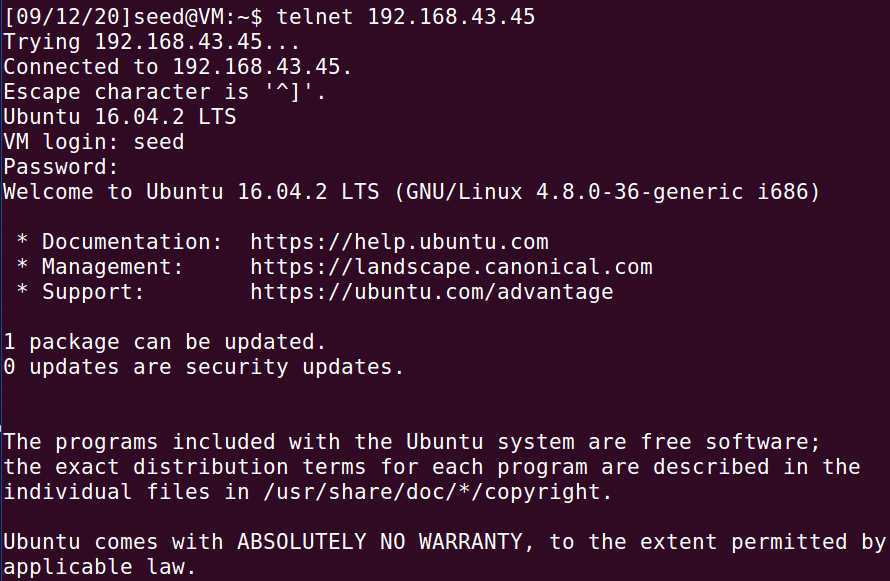 [09/12/20]seed@VM:~$ telnet 192.168.43.45
Trying 192.168.43.45...
Connected to 192.168.43.45.
Escape character is '^]'.
Ubuntu 16.04.2 LTS
VM login: seed
Password:
Welcome to Ubuntu 16.04.2 LTS (GNU/Linux 4.8.0-36-generic i686)
* Documentation:  https://help.ubuntu.com
* Management:     https://landscape.canonical.com
* Support:        https://ubuntu.com/advantage
1 package can be updated.
0 updates are security updates.
The programs included with the Ubuntu system are free software;
the exact distribution terms for each program are described in the
individual files in /usr/share/doc/*/copyright.
Ubuntu comes with ABSOLUTELY NO WARRANTY, to the extent permitted by
applicable law.